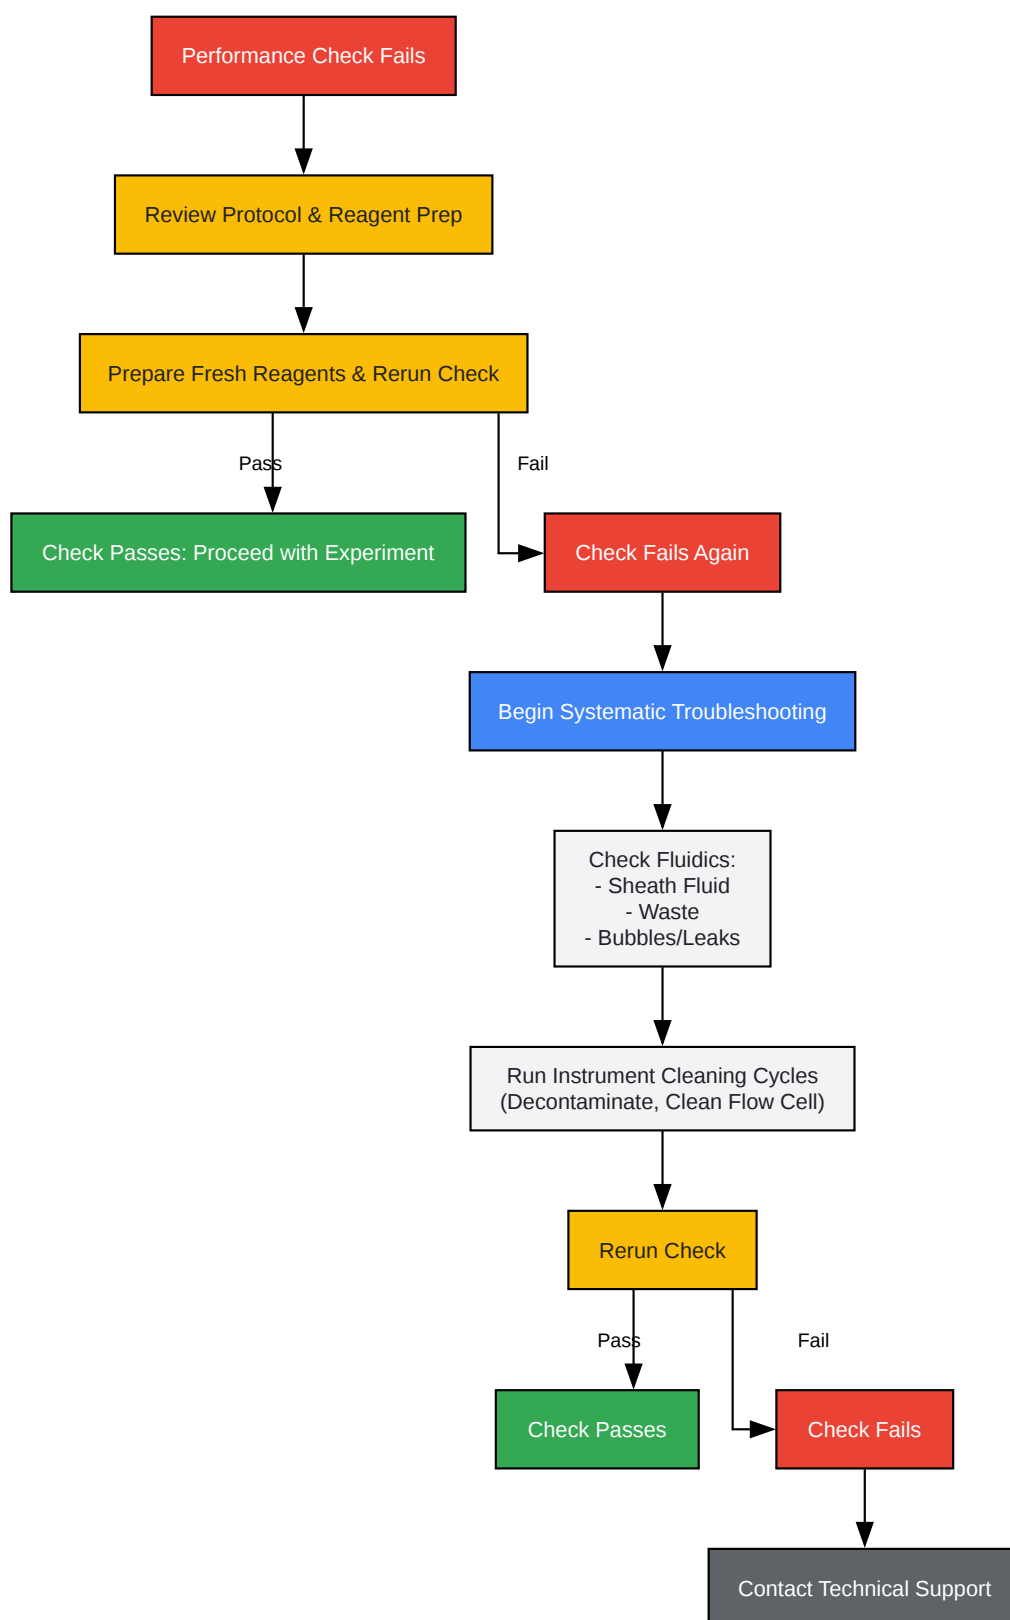 Performance Check Fails
Review Protocol & Reagent Prep
Prepare Fresh Reagents & Rerun Check
Pass
Fail
Check Passes: Proceed with Experiment
Check Fails Again
Begin Systematic Troubleshooting
Check Fluidics:
- Sheath Fluid
- Waste
- Bubbles/Leaks
Run Instrument Cleaning Cycles
(Decontaminate, Clean Flow Cell)
Rerun Check
Pass
Fail
Check Passes
Check Fails
Contact Technical Support